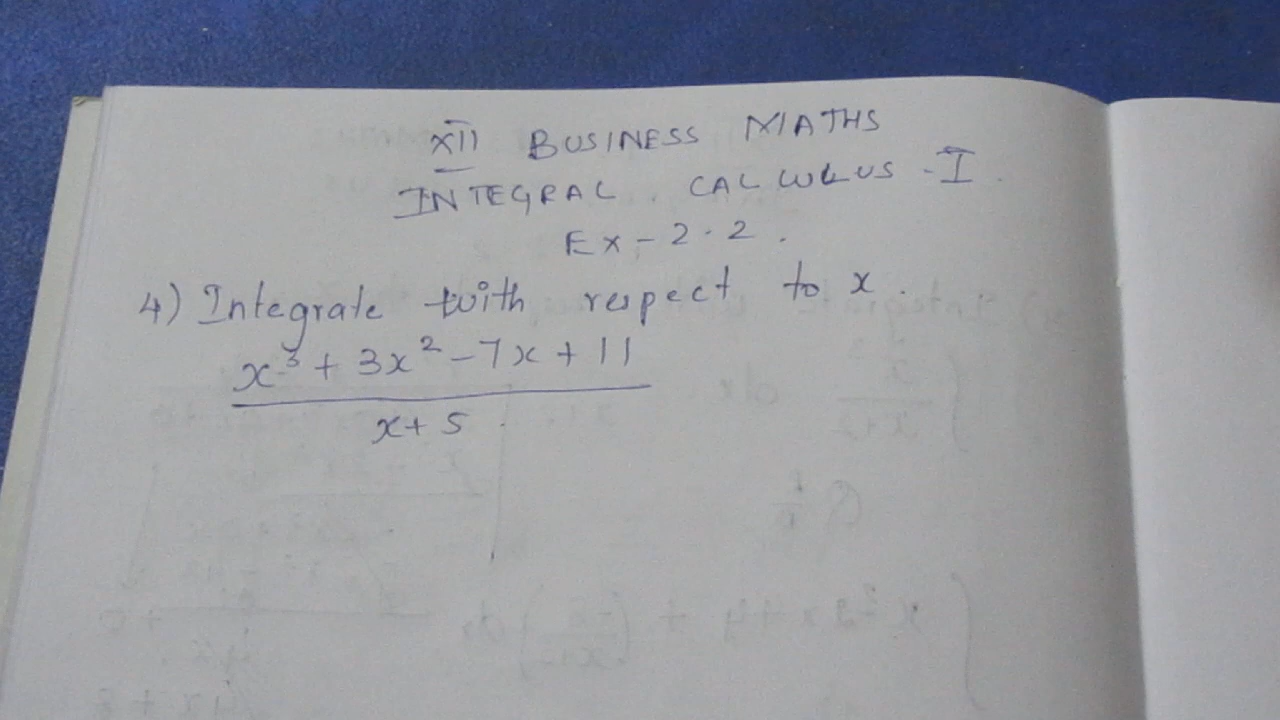 XII BUSINESS MATHS
INTEGRAL CALCULUS - I.
Ex - 2.2.
4) Integrate with respect to x.
x³ + 3x² - 7x + 11
x + 5